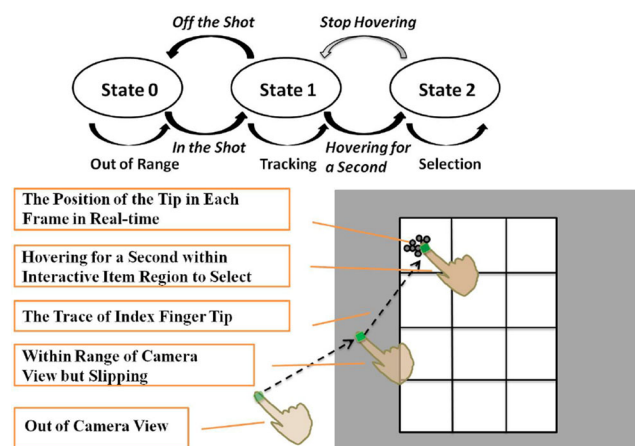 Off the Shot
Stop Hovering
State 0
State 1
State 2
In the Shot
Hovering for
a Second
Out of Range
Tracking
Selection
The Position of the Tip in Each
Frame in Real-time
Hovering for a Second within
Interactive Item Region to Select
The Trace of Index Finger Tip
Within Range of Camera
View but Slipping
Out of Camera View